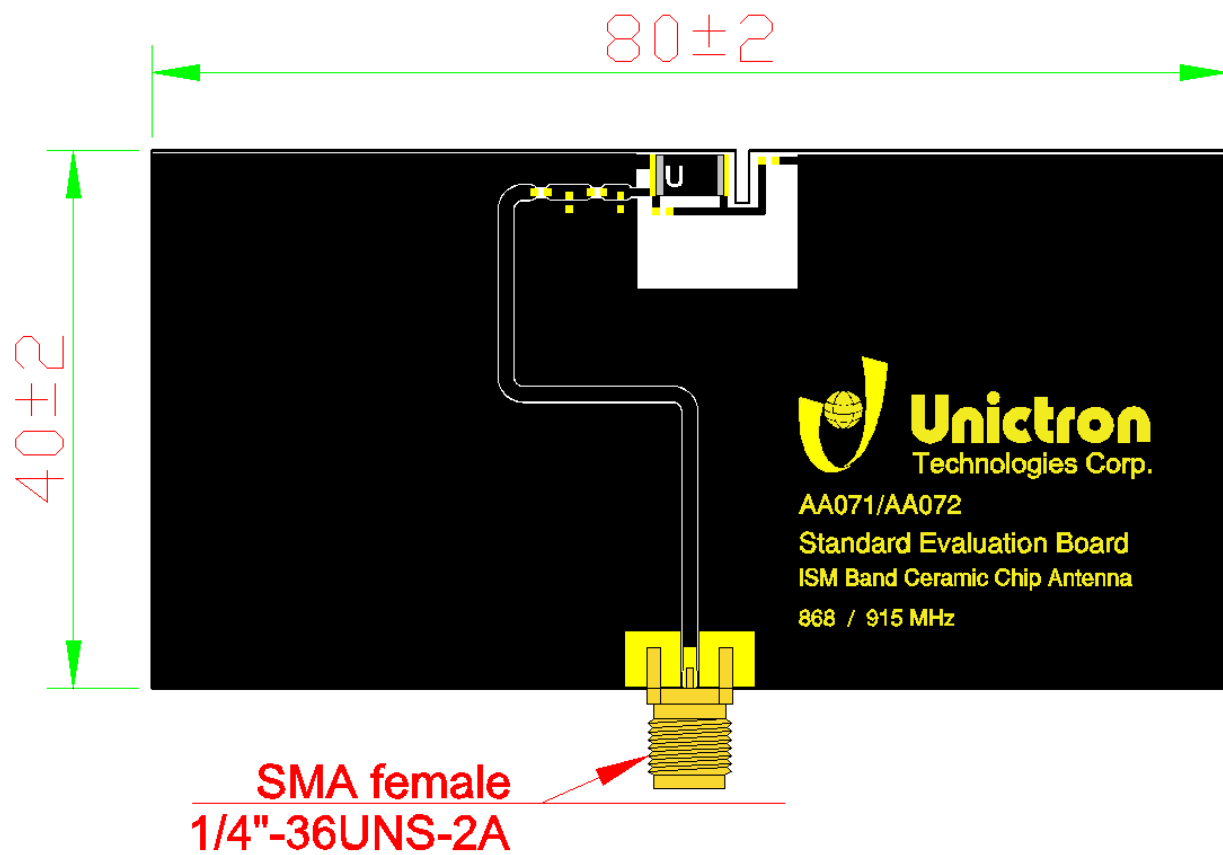 80±2
40±2
U
Unictron
Technologies Corp.
AA071/AA072
Standard Evaluation Board
ISM Band Ceramic Chip Antenna
868 / 915 MHz
SMA female
1/4"-36UNS-2A